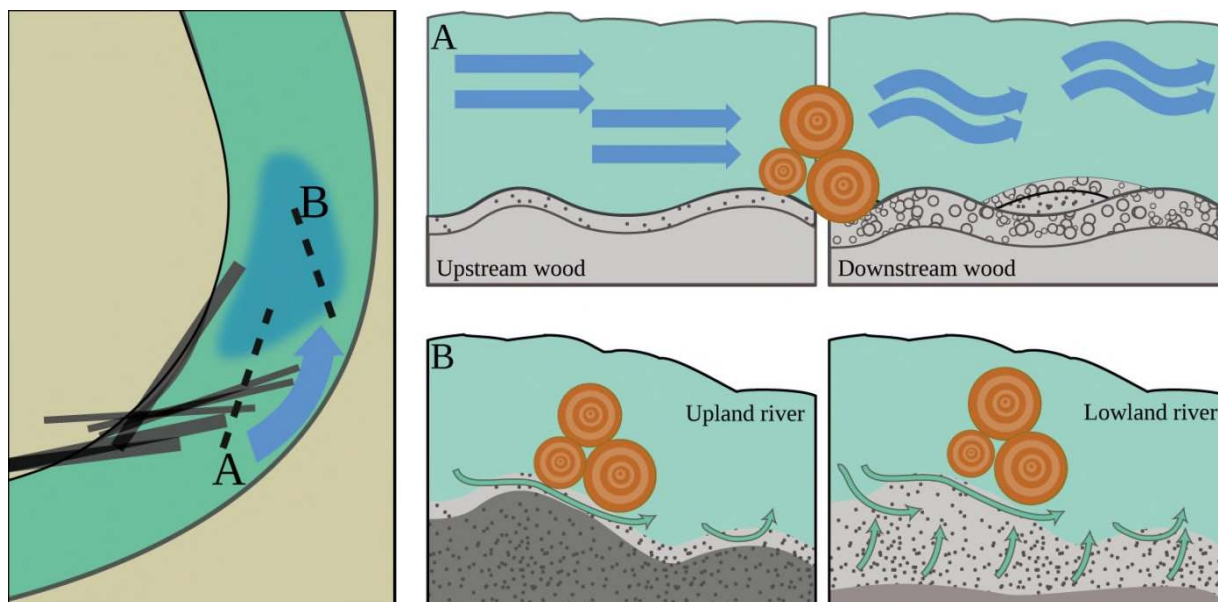 B
A
A
Upstream wood
Downstream wood
B
Upland river
Lowland river